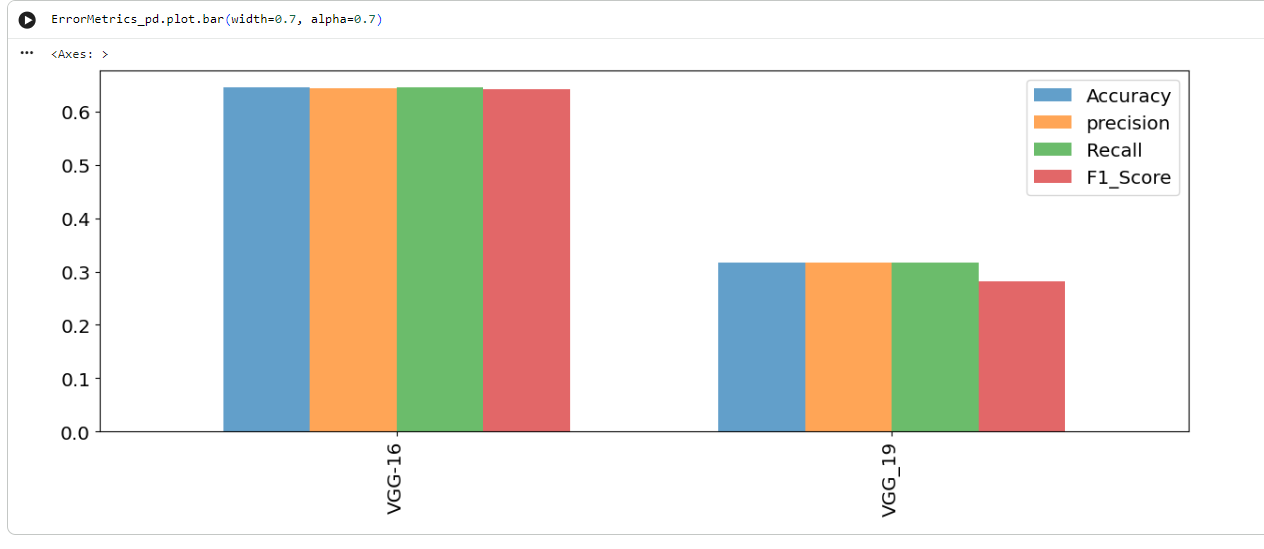 ErrorMetrics_pd.plot.bar(width=0.7, alpha=0.7)
<Axes: >
0.6
0.5
0.4
0.3
0.2
0.1
0.0
Accuracy
precision
Recall
F1_Score
VGG-16
VGG_19